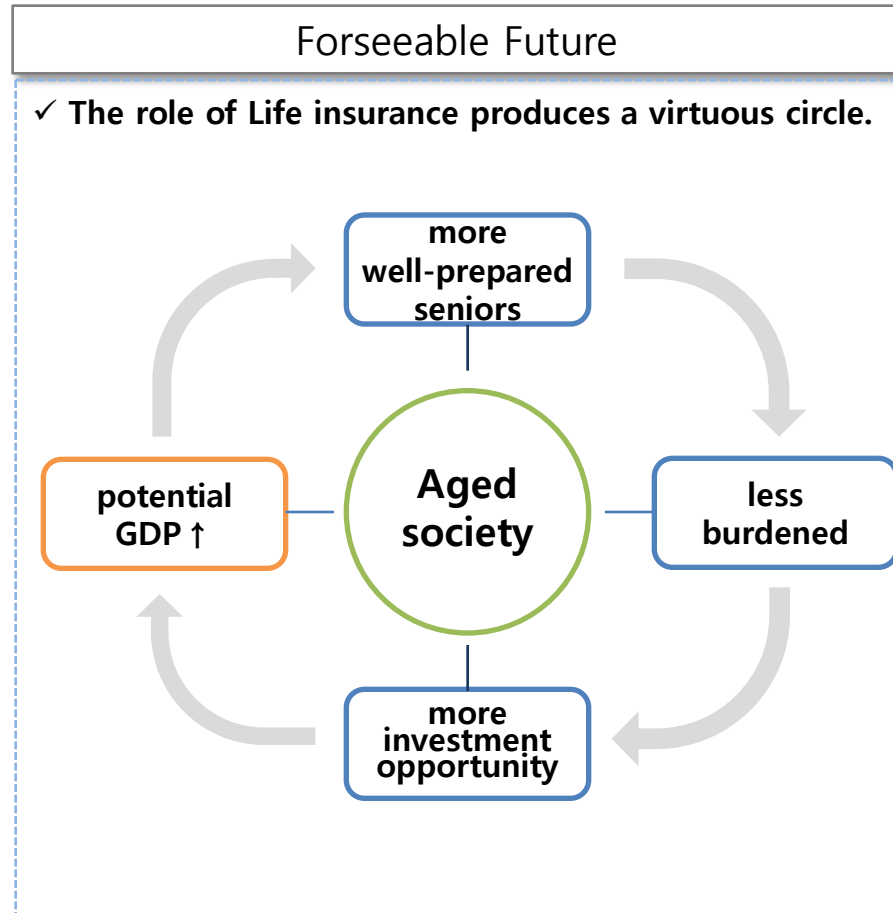 Forseeable Future
✓ The role of Life insurance produces a virtuous circle.
more
well-prepared
seniors
potential
GDP ↑
Aged
society
less
burdened
more
investment
opportunity